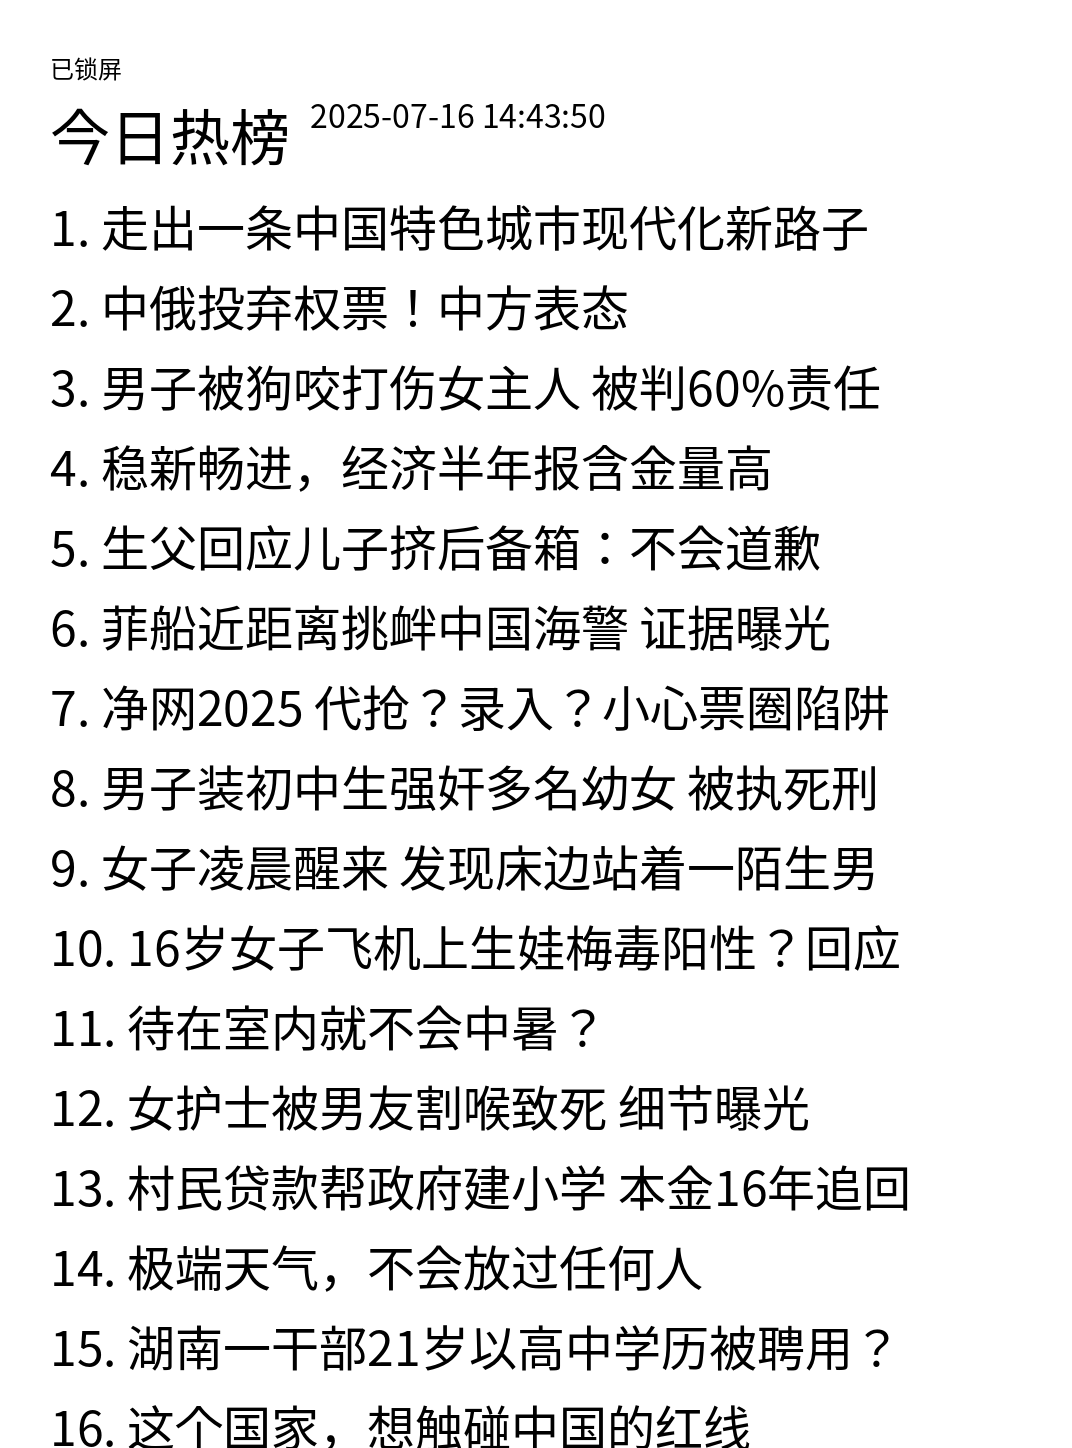 已锁屏
今日热榜 2025-07-16 14:43:50
1. 走出一条中国特色城市现代化新路子
2. 中俄投弃权票！中方表态
3. 男子被狗咬打伤女主人 被判60%责任
4. 稳新畅进，经济半年报含金量高
5. 生父回应儿子挤后备箱：不会道歉
6. 菲船近距离挑衅中国海警 证据曝光
7. 净网2025 代抢？录入？小心票圈陷阱
8. 男子装初中生强奸多名幼女 被执死刑
9. 女子凌晨醒来 发现床边站着一陌生男
10. 16岁女子飞机上生娃梅毒阳性？回应
11. 待在室内就不会中暑？
12. 女护士被男友割喉致死 细节曝光
13. 村民贷款帮政府建小学 本金16年追回
14. 极端天气，不会放过任何人
15. 湖南一干部21岁以高中学历被聘用？
16. 这个国家，想触碰中国的红线